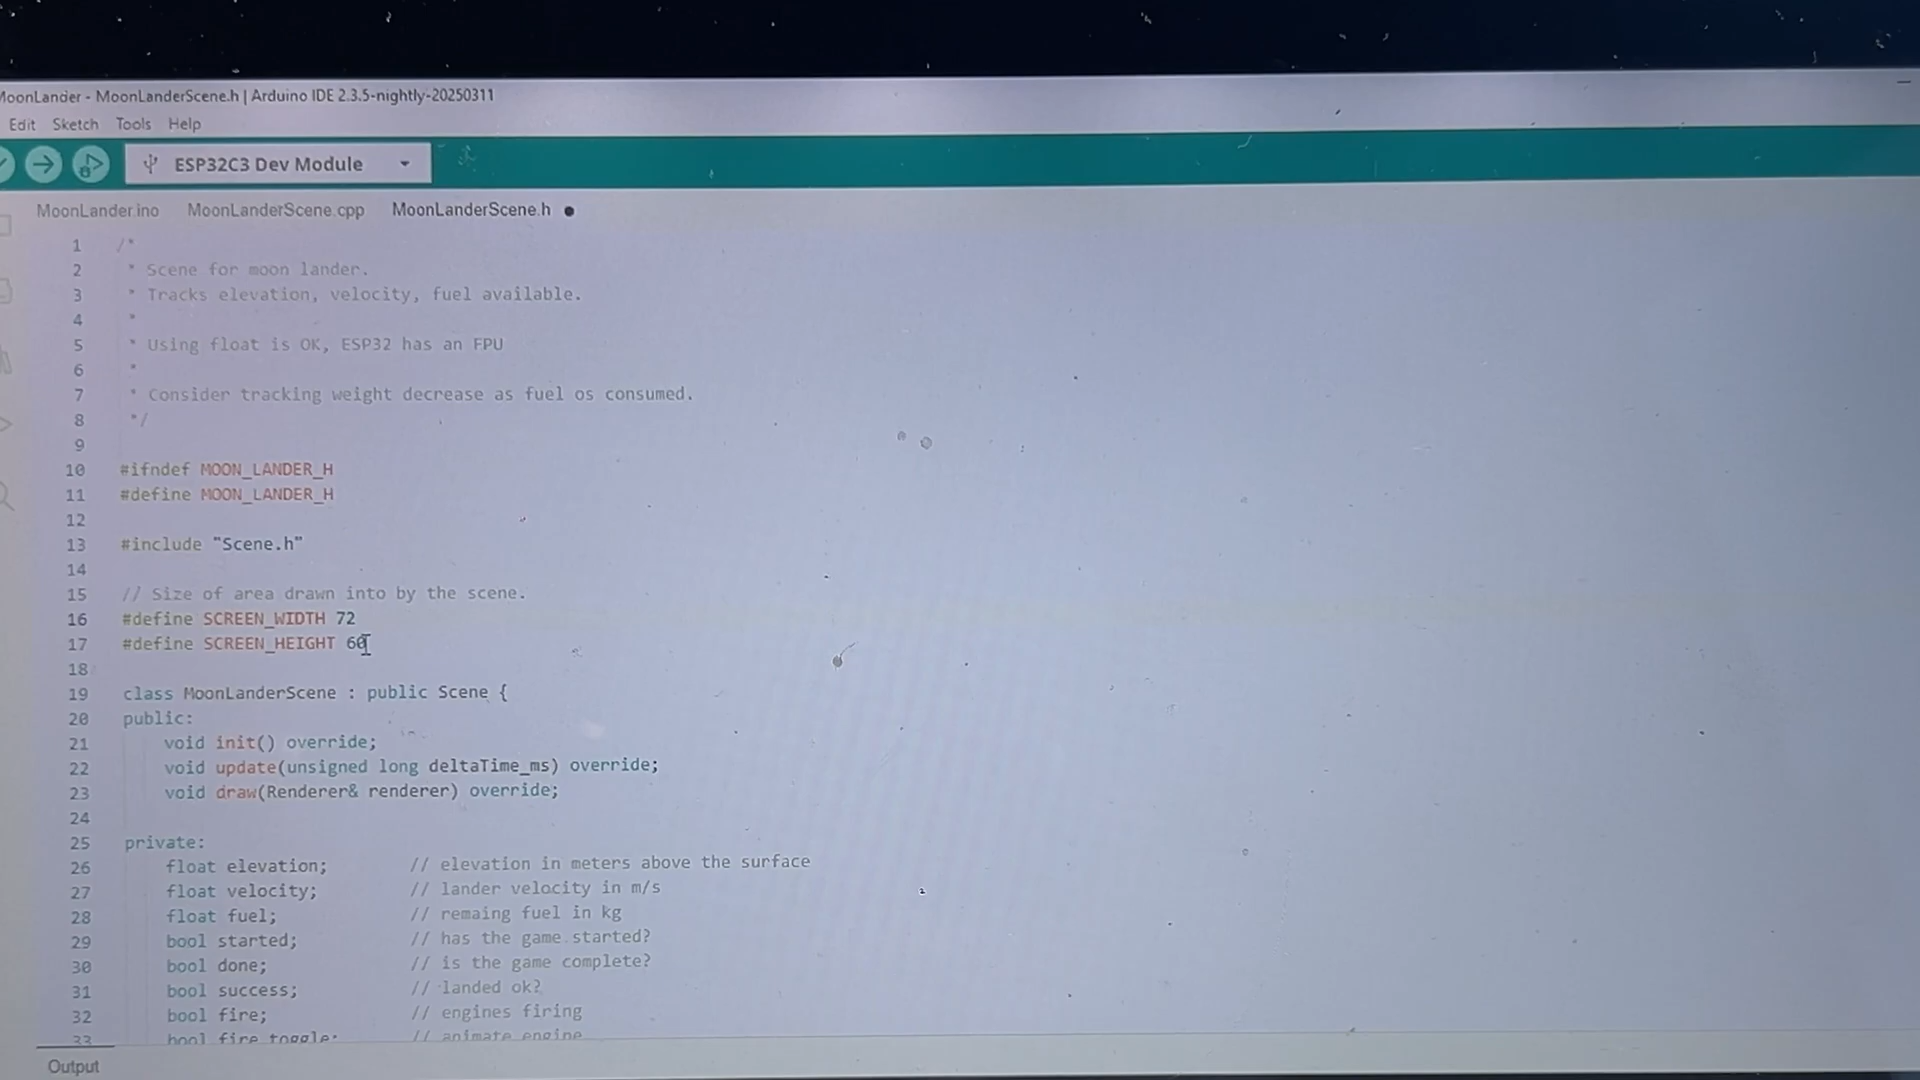 MoonLander - MoonLanderScene.h | Arduino IDE 2.3.5-nightly-20250311
Edit Sketch Tools Help
ESP32C3 Dev Module
MoonLander.ino MoonLanderScene.cpp MoonLanderScene.h
1 /*
2 * Scene for moon lander.
3 * Tracks elevation, velocity, fuel available.
4 *
5 * Using float is OK, ESP32 has an FPU
6 *
7 * Consider tracking weight decrease as fuel os consumed.
8 */
9
10 #ifndef MOON_LANDER_H
11 #define MOON_LANDER_H
12
13 #include "Scene.h"
14
15 // Size of area drawn into by the scene.
16 #define SCREEN_WIDTH 72
17 #define SCREEN_HEIGHT 60
18
19 class MoonLanderScene : public Scene {
20 public:
21 void init() override;
22 void update(unsigned long deltaTime_ms) override;
23 void draw(Renderer& renderer) override;
24
25 private:
26 float elevation; // elevation in meters above the surface
27 float velocity; // lander velocity in m/s
28 float fuel; // remaing fuel in kg
29 bool started; // has the game started?
30 bool done; // is the game complete?
31 bool success; // landed ok?
32 bool fire; // engines firing
33 bool fire_toggle; // animate engine
Output